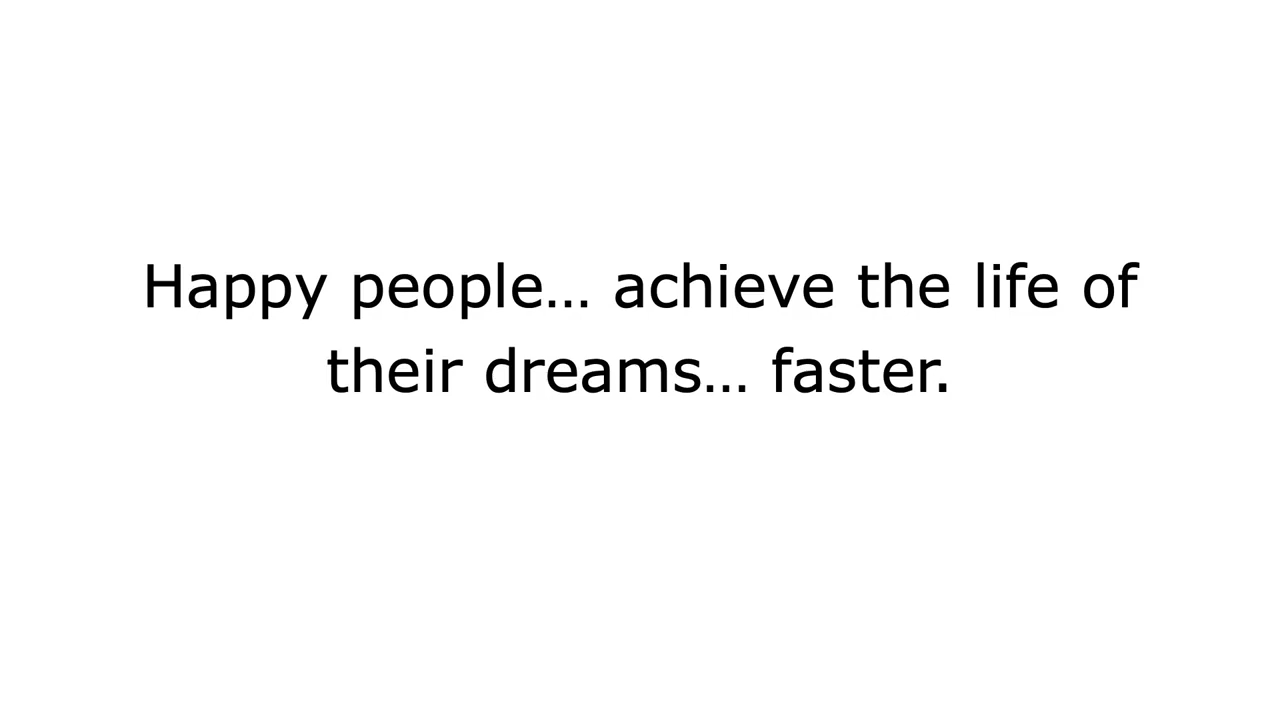 Happy people… achieve the life of
their dreams… faster.